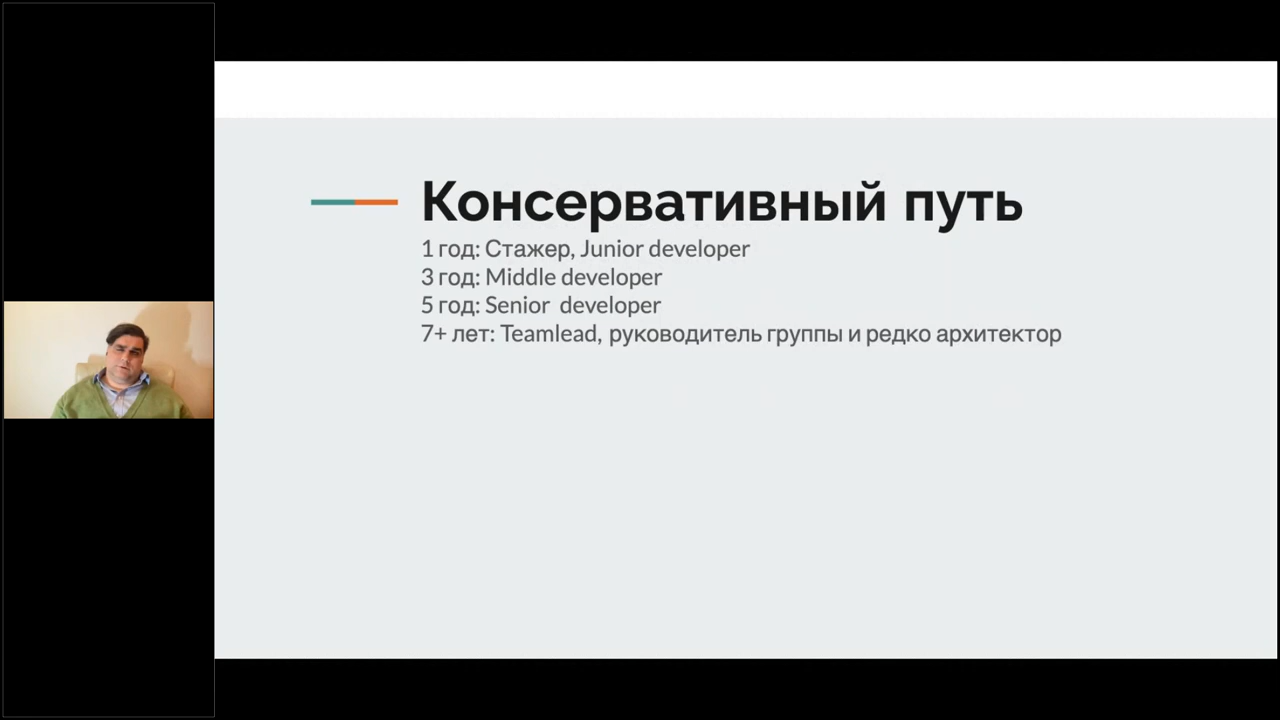 Консервативный путь
1 год: Стажер, Junior developer
3 год: Middle developer
5 год: Senior  developer
7+ лет: Teamlead, руководитель группы и редко архитектор